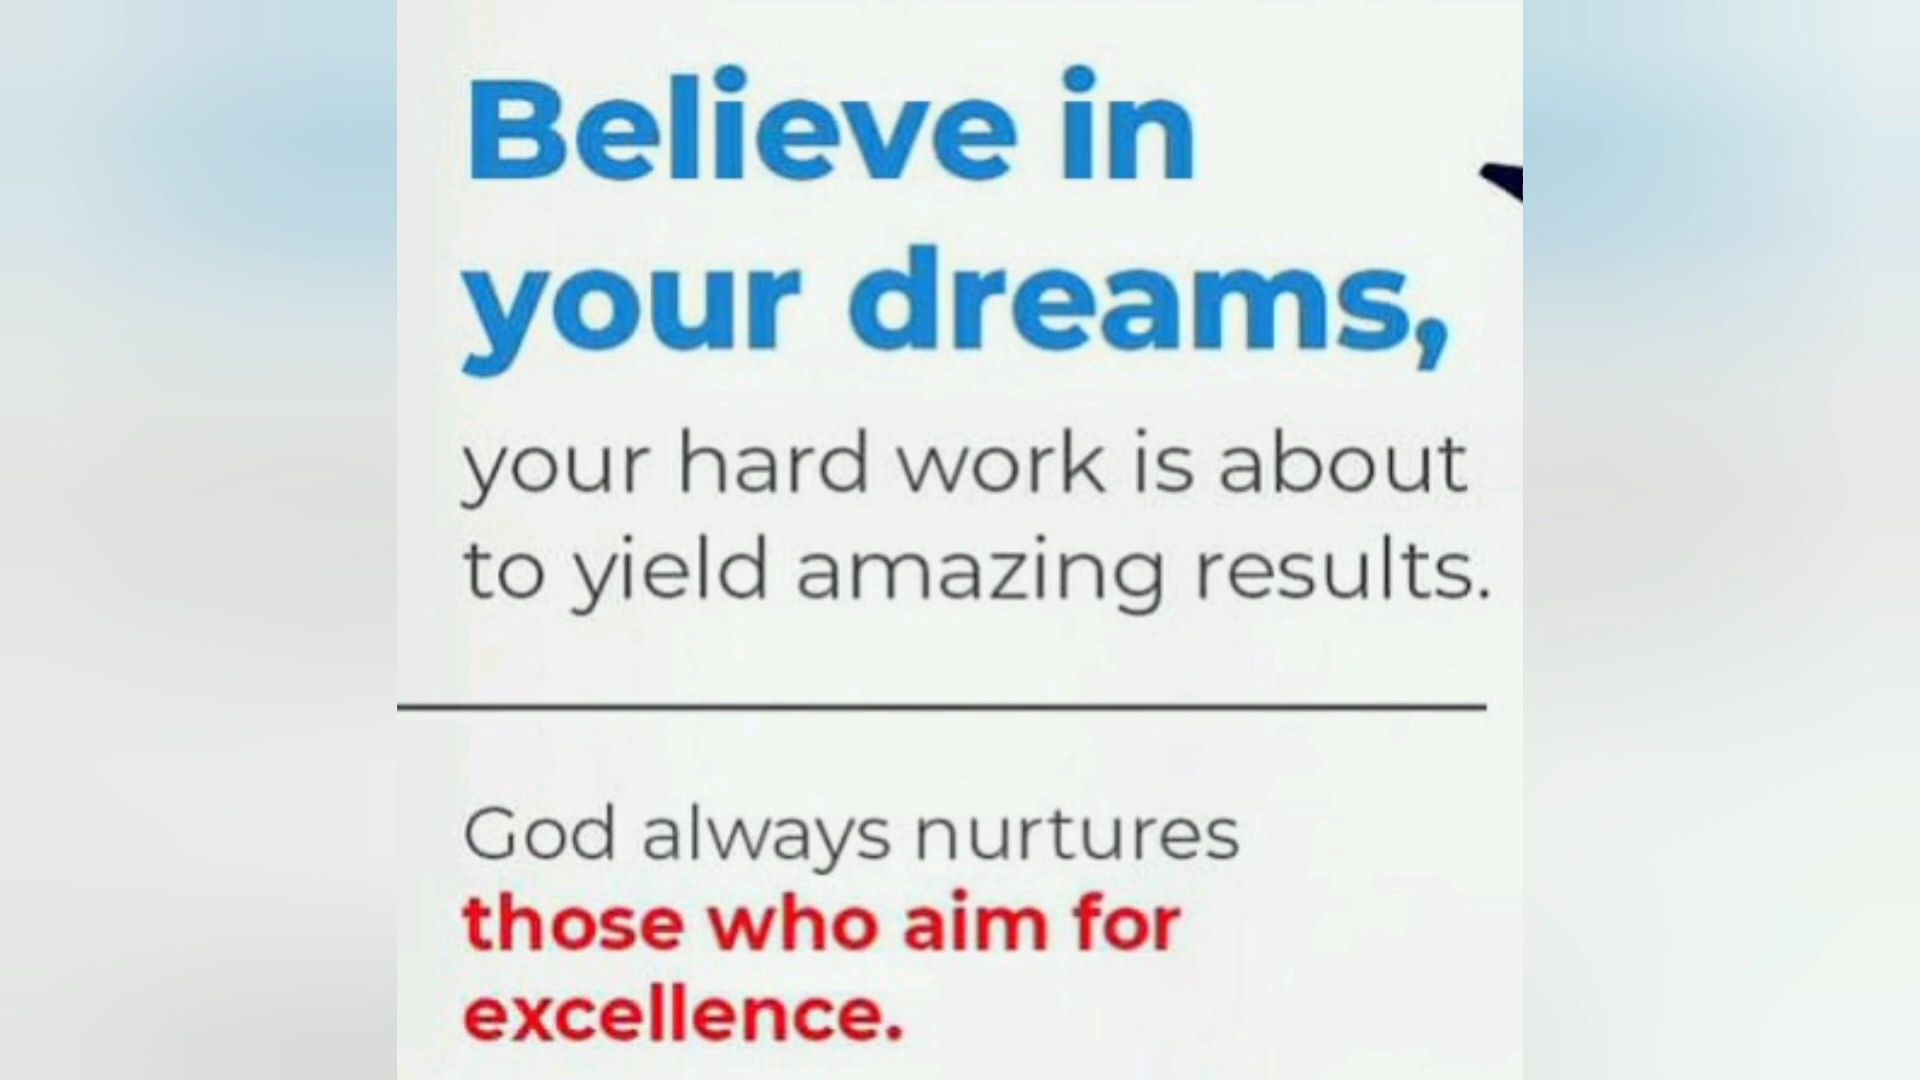 Believe in
your dreams,
your hard work is about
to yield amazing results.
God always nurtures
those who aim for
excellence.